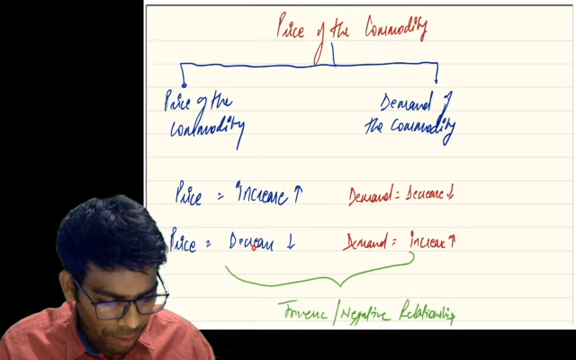 Price of the Commodity
Price of the
Commodity
Demand of
the Commodity
Price = Increase ↑
Demand = Decrease ↓
Price = Decrease ↓
Demand = Increase ↑
Inverse / Negative Relationship